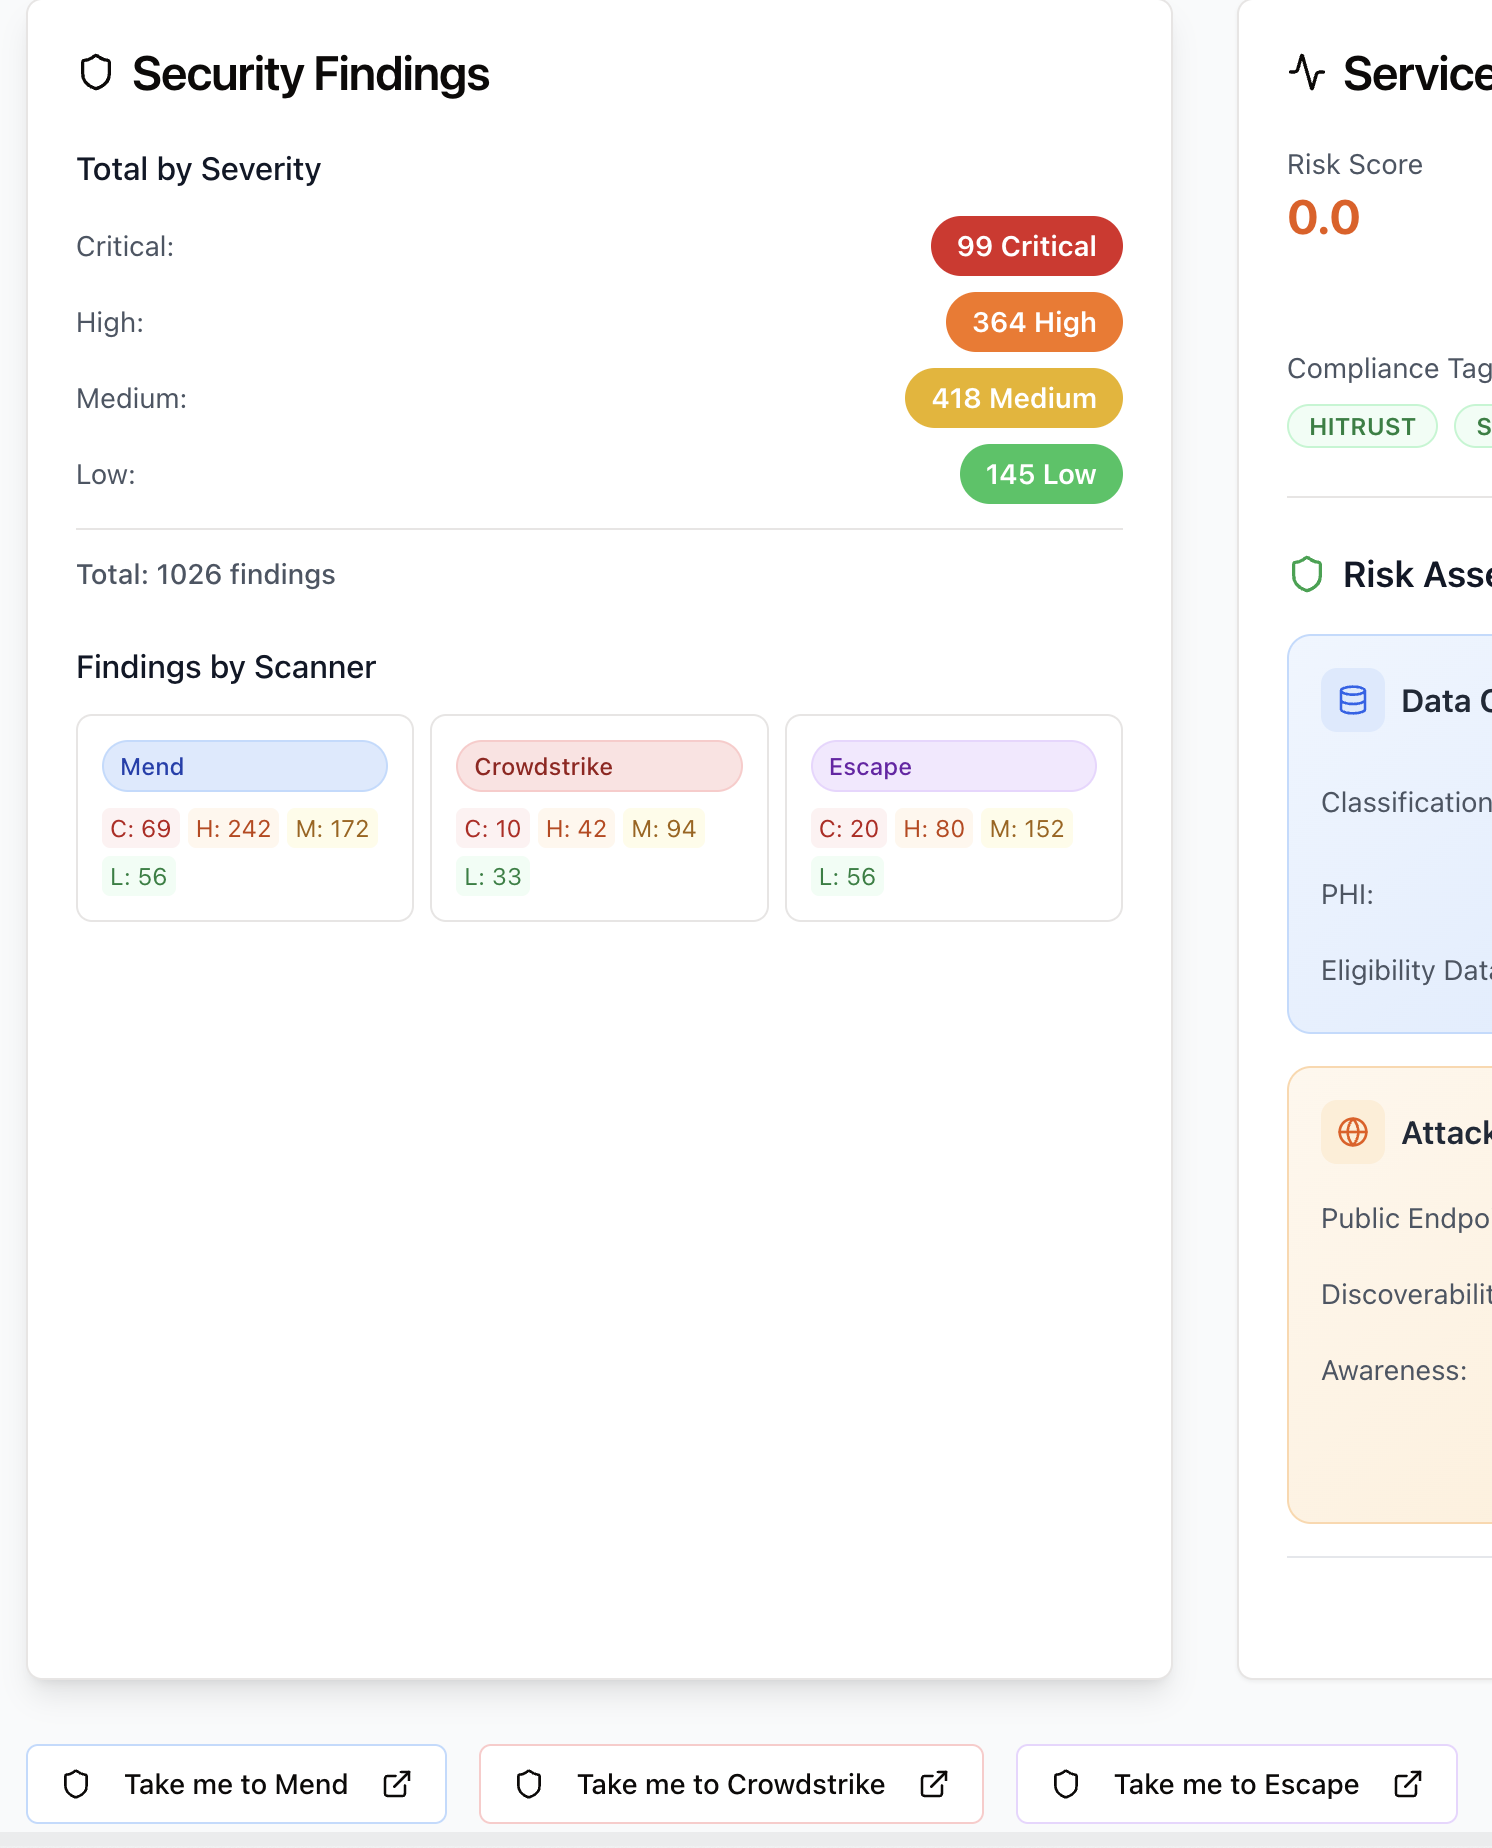 Security Findings
Total by Severity
Critical:
99 Critical
High:
364 High
Medium:
418 Medium
Low:
145 Low
Total: 1026 findings
Findings by Scanner
Mend
C: 69 H: 242 M: 172
L: 56
Crowdstrike
C: 10 H: 42 M: 94
L: 33
Escape
C: 20 H: 80 M: 152
L: 56
Service
Risk Score
0.0
Compliance Tag
HITRUST S
Risk Asse
Data
Classification
PHI:
Eligibility Data
Attack
Public Endpo
Discoverabilit
Awareness:
Take me to Mend
Take me to Crowdstrike
Take me to Escape